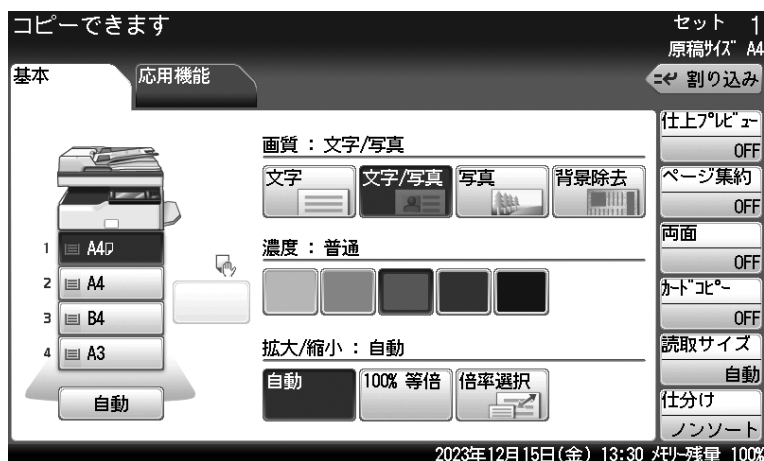 コピーできます
セット 1
原稿ｻｲｽﾞ A4
基本
応用機能
割り込み
画質：文字/写真
文字
文字/写真
写真
背景除去
濃度：普通
1 A4
2 A4
3 B4
4 A3
自動
拡大/縮小：自動
自動
100% 等倍
倍率選択
仕上ﾌﾟﾚﾋﾞｭｰ
OFF
ページ集約
OFF
両面
OFF
ｶｰﾄﾞｺﾋﾟｰ
OFF
読取サイズ
自動
仕分け
ノンソート
2023年12月15日(金) 13:30 ﾒﾓﾘｰ残量 100%